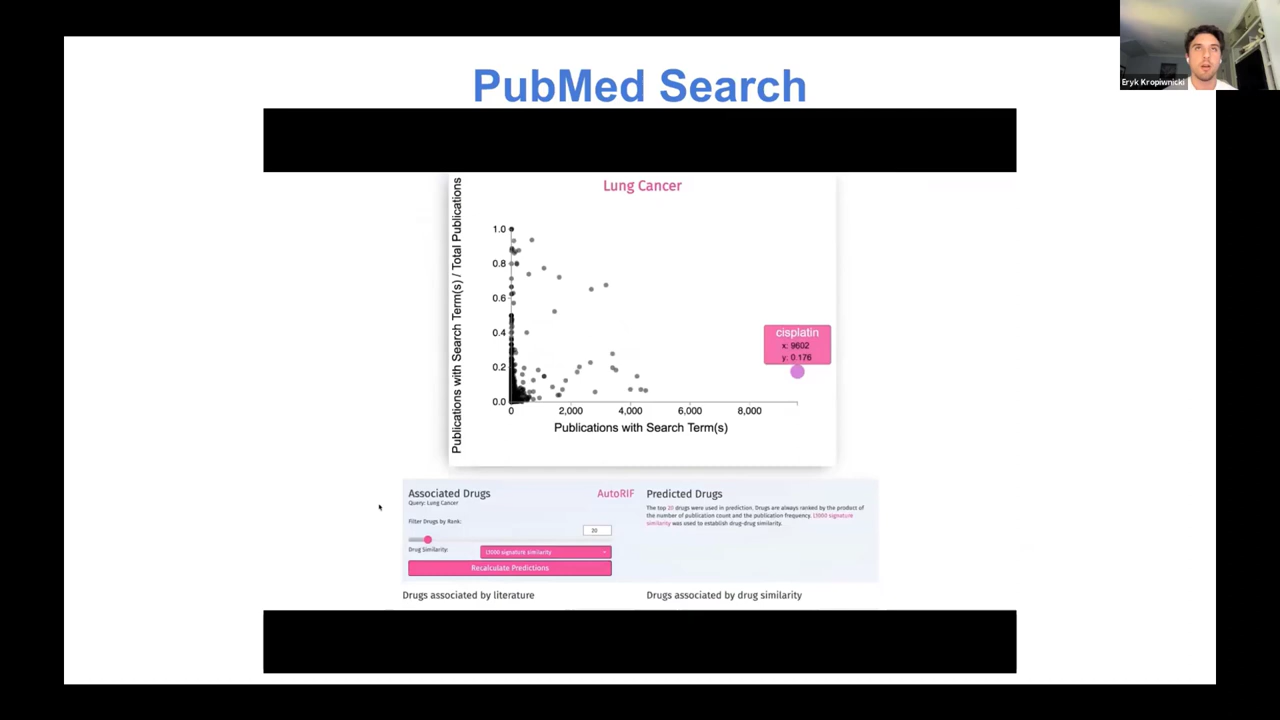 PubMed Search
Eryk Kropiwnicki
Lung Cancer
Publications with Search Term(s) / Total Publications
1.0
0.8
0.6
0.4
0.2
0.0
0
2,000
4,000
6,000
8,000
Publications with Search Term(s)
cisplatin
x: 9602
y: 0.176
Associated Drugs
AutoRIF
Query: Lung Cancer
Filter Drugs by Rank:
20
Drug Similarity:
L1000 signature similarity
Recalculate Predictions
Predicted Drugs
The top 20 drugs were used in prediction. Drugs are always ranked by the product
of the number of publication count and the publication frequency. L1000 signature
similarity was used to establish drug-drug similarity.
Drugs associated by literature
Drugs associated by drug similarity